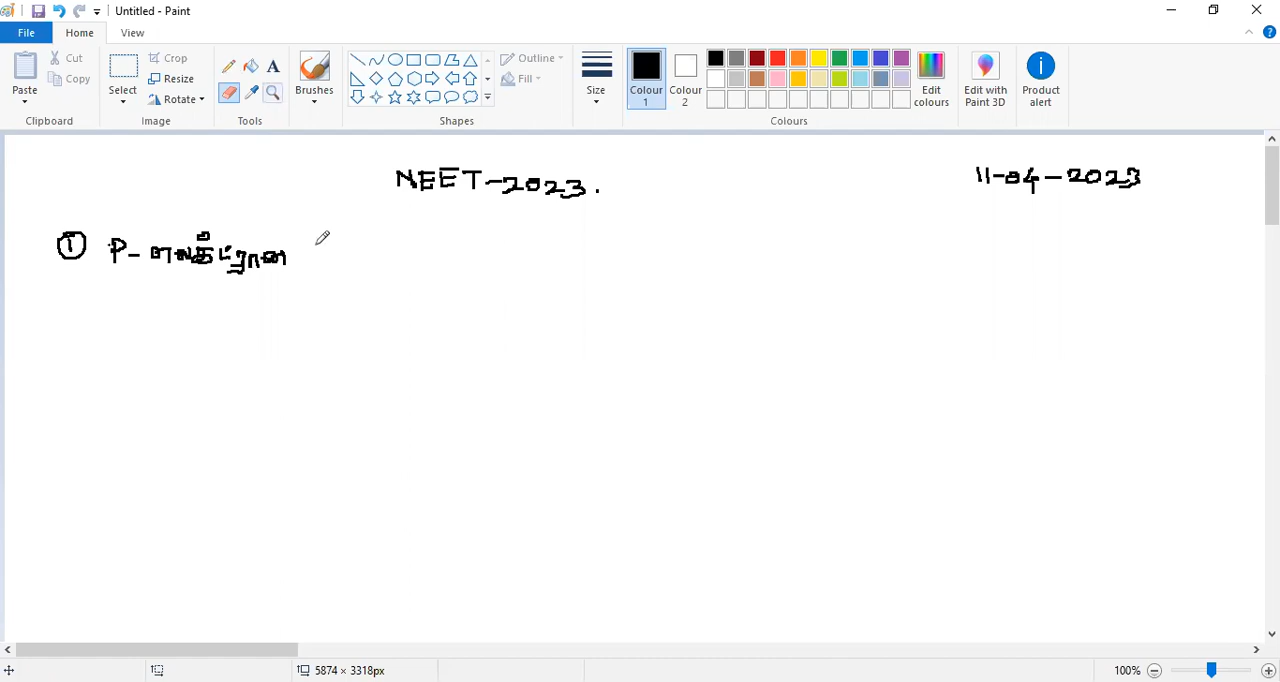 Untitled - Paint
File Home View
Paste Cut Copy Clipboard
Select Crop Resize Rotate Image
Tools
Brushes
Outline Fill Shapes
Size
Colour 1 Colour 2 Edit colours Colours
Edit with Paint 3D
Product alert
NEET-2023. 11-04-2023
① P-
5874 × 3318px 100%